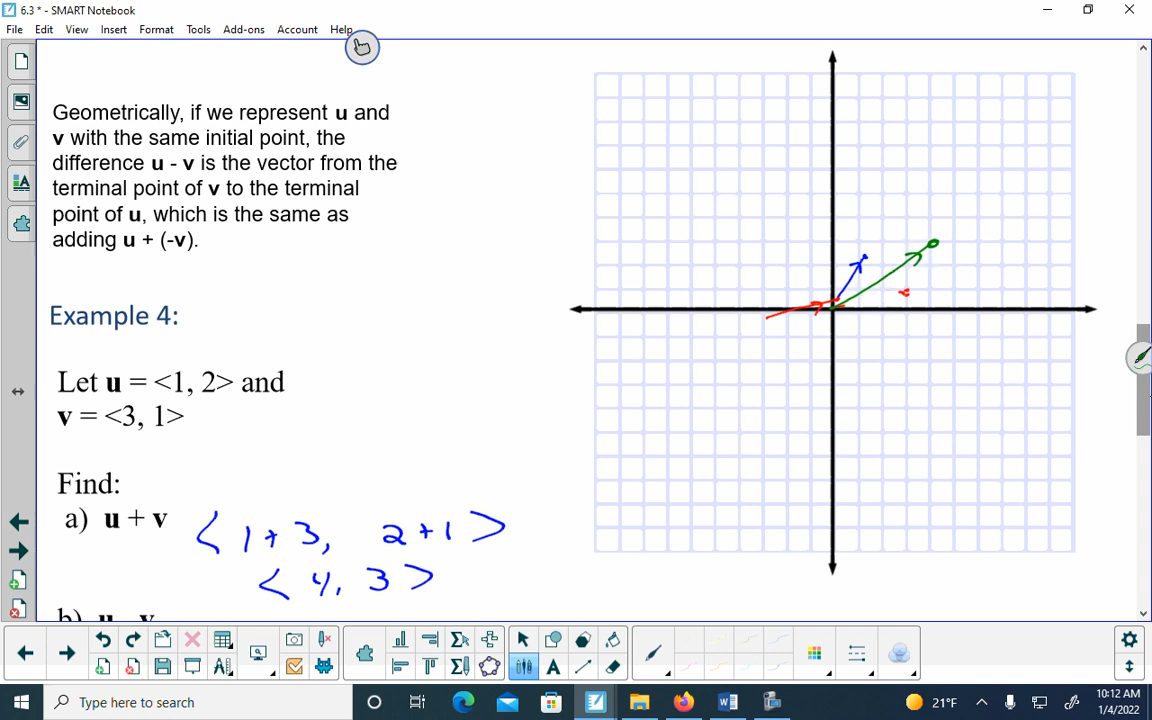 6.3 * - SMART Notebook
File Edit View Insert Format Tools Add-ons Account Help
Geometrically, if we represent u and
v with the same initial point, the
difference u - v is the vector from the
terminal point of v to the terminal
point of u, which is the same as
adding u + (-v).
Example 4:
Let u = <1, 2> and
v = <3, 1>
Find:
a) u + v < 1 + 3, 2 + 1 >
< 4, 3 >
b) u - v
Type here to search
21°F
10:12 AM
1/4/2022